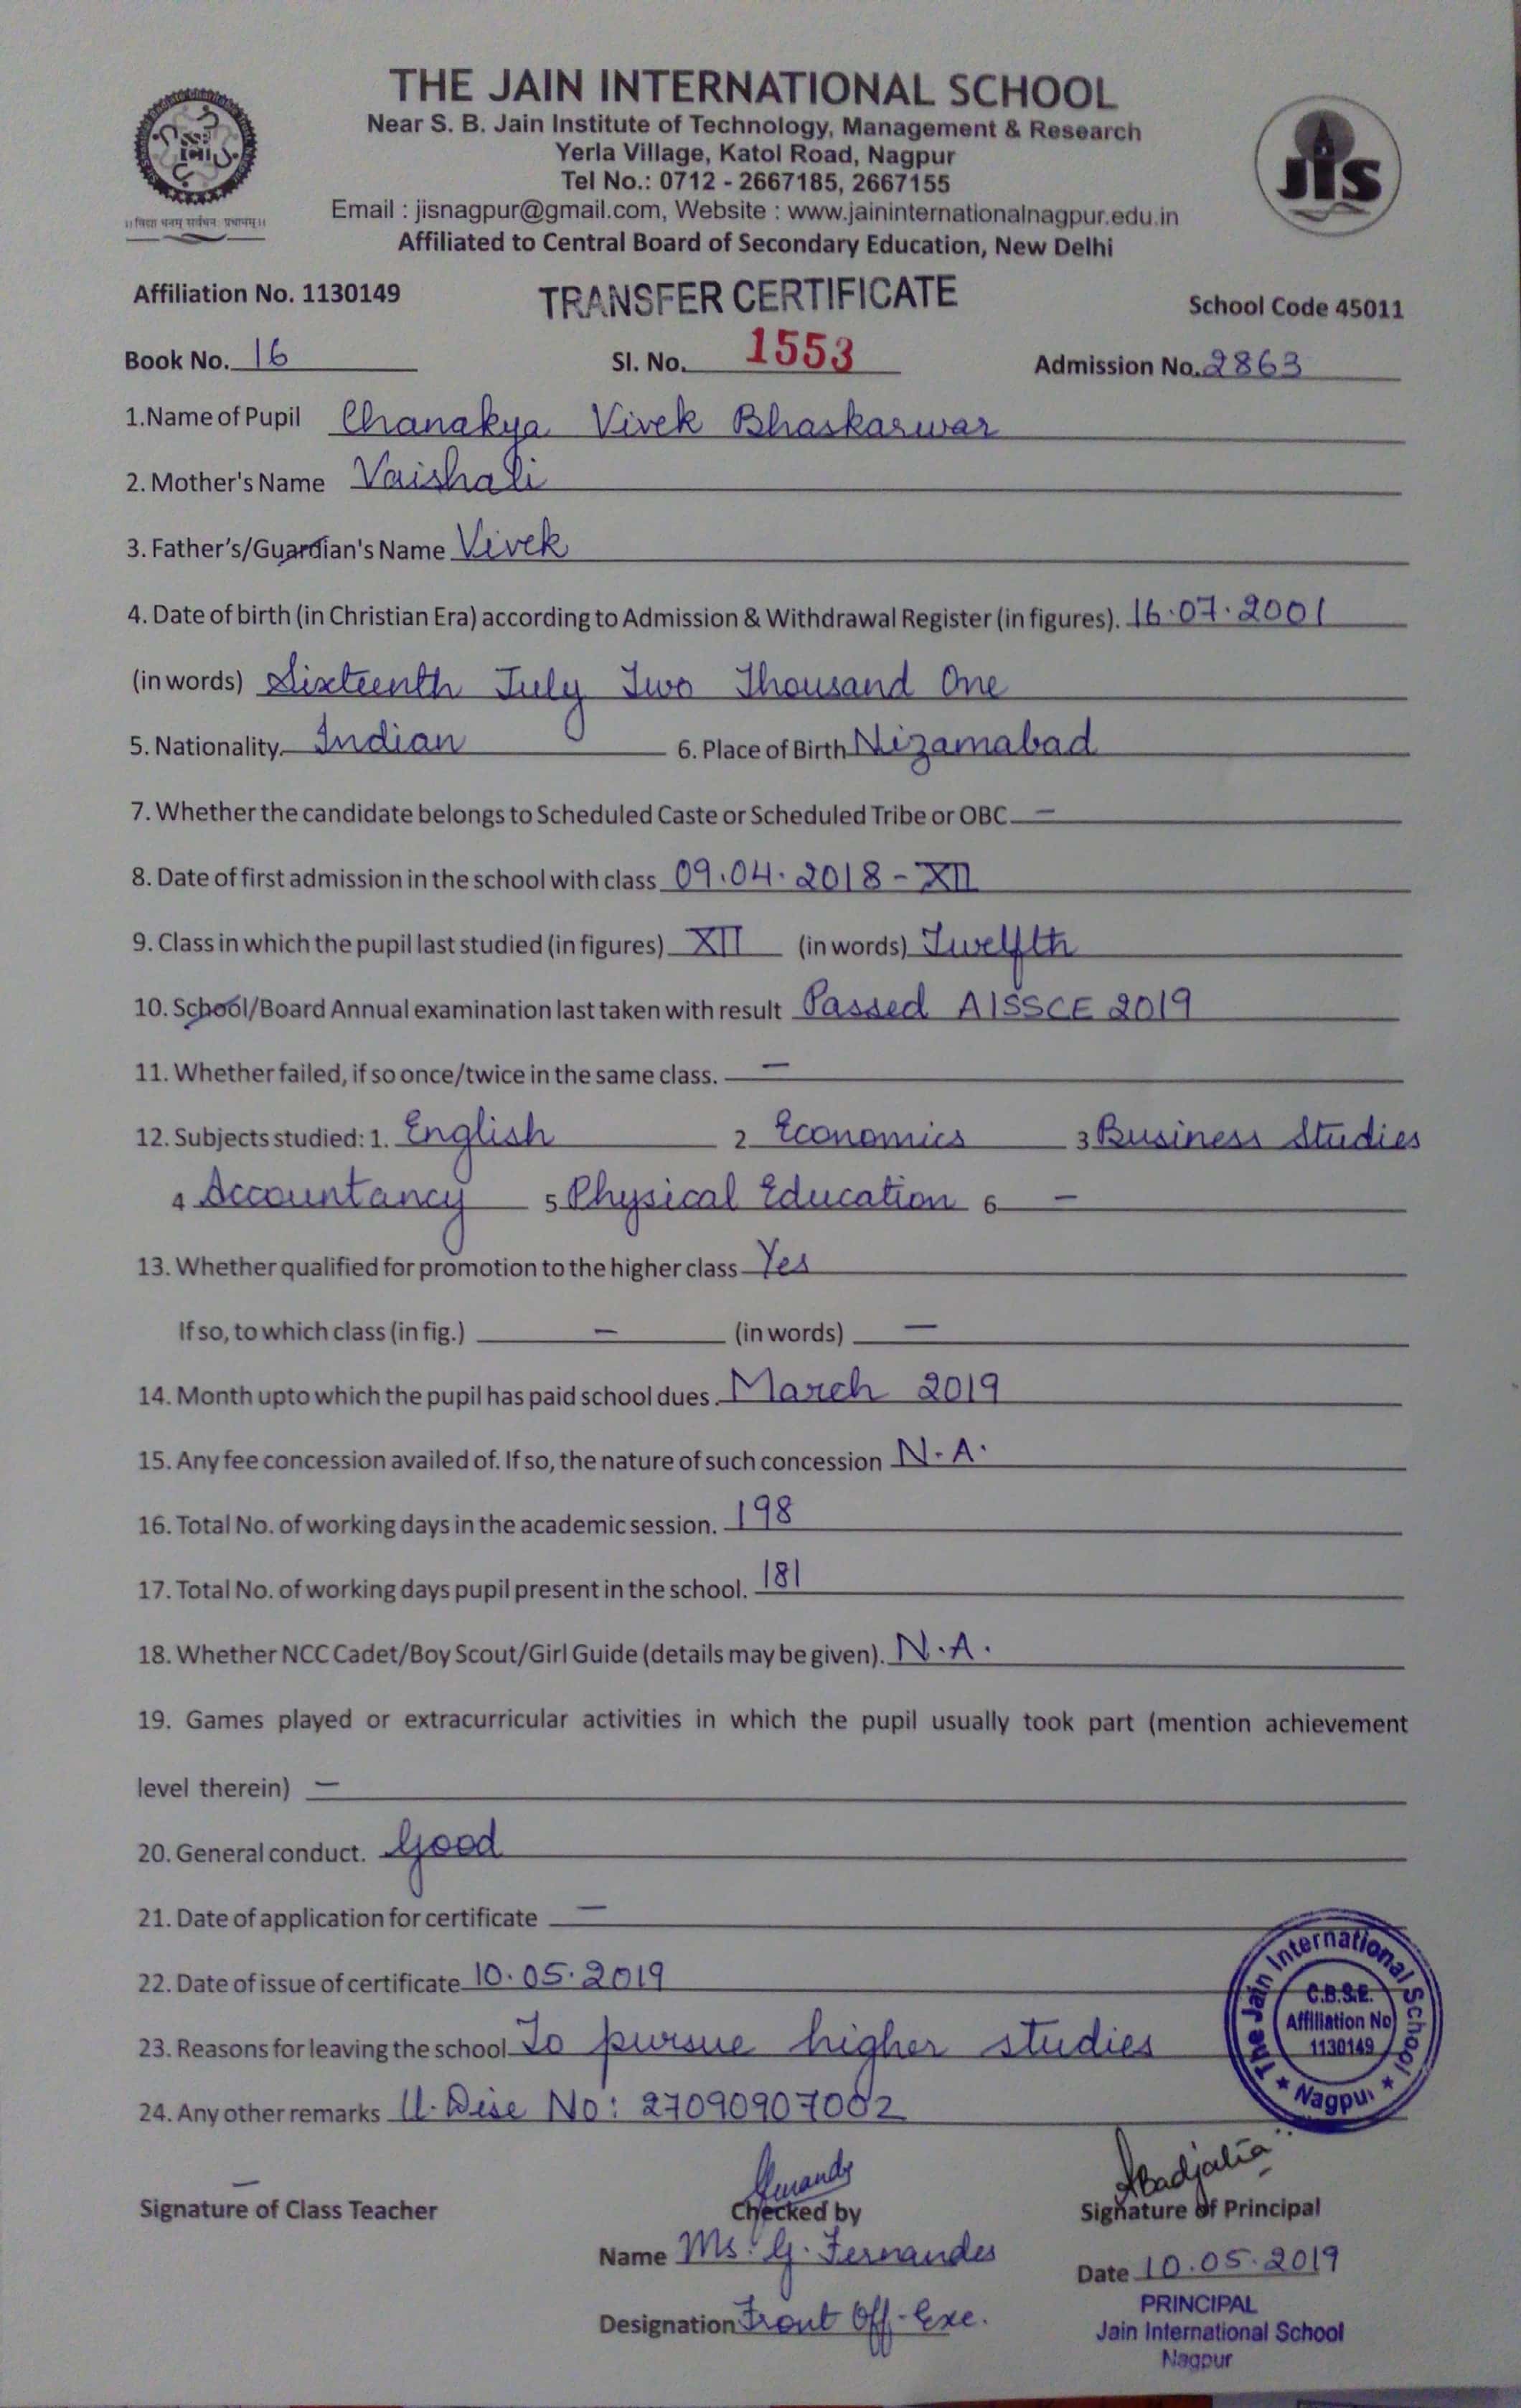 THE JAIN INTERNATIONAL SCHOOL
Near S. B. Jain Institute of Technology, Management & Research
Yerla Village, Katol Road, Nagpur
Tel No.: 0712 - 2667185, 2667155
Email : jisnagpur@gmail.com, Website : www.jaininternationalnagpur.edu.in
Affiliated to Central Board of Secondary Education, New Delhi
।। विद्या धनम् सर्वधन प्रधानम् ।।
JIS
Affiliation No. 1130149 TRANSFER CERTIFICATE School Code 45011
Book No. 16 Sl. No. 1553 Admission No. 2863
1. Name of Pupil Chanakya Vivek Bhaskarwar
2. Mother's Name Vaishali
3. Father's/Guardian's Name Vivek
4. Date of birth (in Christian Era) according to Admission & Withdrawal Register (in figures). 16.07.2001
(in words) Sixteenth July Two Thousand One
5. Nationality. Indian 6. Place of Birth Nizamabad
7. Whether the candidate belongs to Scheduled Caste or Scheduled Tribe or OBC. –
8. Date of first admission in the school with class 09.04.2018 - XII
9. Class in which the pupil last studied (in figures) XII (in words) Twelfth
10. School/Board Annual examination last taken with result Passed AISSCE 2019
11. Whether failed, if so once/twice in the same class. –
12. Subjects studied: 1. English 2 Economics 3 Business Studies
4 Accountancy 5 Physical Education 6 –
13. Whether qualified for promotion to the higher class Yes
If so, to which class (in fig.) – (in words) –
14. Month upto which the pupil has paid school dues. March 2019
15. Any fee concession availed of. If so, the nature of such concession N.A.
16. Total No. of working days in the academic session. 198
17. Total No. of working days pupil present in the school. 181
18. Whether NCC Cadet/Boy Scout/Girl Guide (details may be given). N.A.
19. Games played or extracurricular activities in which the pupil usually took part (mention achievement
level therein) –
20. General conduct. Good
21. Date of application for certificate –
22. Date of issue of certificate 10.05.2019
23. Reasons for leaving the school To pursue higher studies
24. Any other remarks U-Dise No: 27090907002
The Jain International School
C.B.S.E.
Affiliation No
1130149
★ Nagpur ★
–
Signature of Class Teacher Checked by Signature of Principal
Name Ms. G. Fernandes Date 10.05.2019
Designation Front Off-Exe.
PRINCIPAL
Jain International School
Nagpur